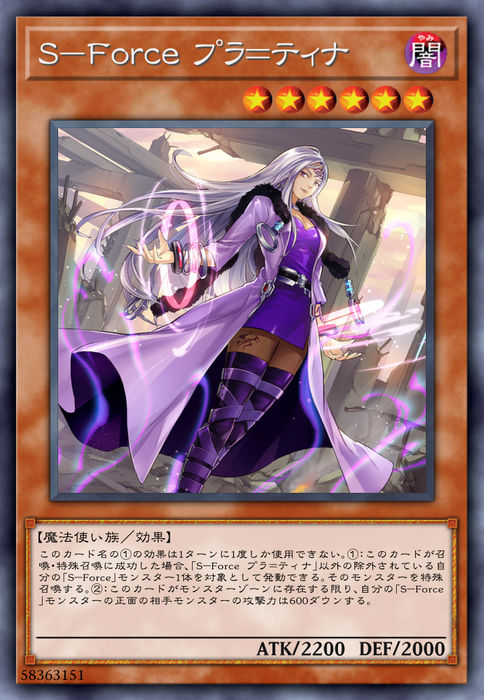 S－Force プラ＝ティナ
やみ
闇
【魔法使い族／効果】
このカード名の①の効果は1ターンに1度しか使用できない。①：このカードが召
喚・特殊召喚に成功した場合、「S－Force プラ＝ティナ」以外の除外されている自
分の「S－Force」モンスター1体を対象として発動できる。そのモンスターを特殊
召喚する。②：このカードがモンスターゾーンに存在する限り、自分の「S－Force
」モンスターの正面の相手モンスターの攻撃力は600ダウンする。
ATK/2200 DEF/2000
58363151